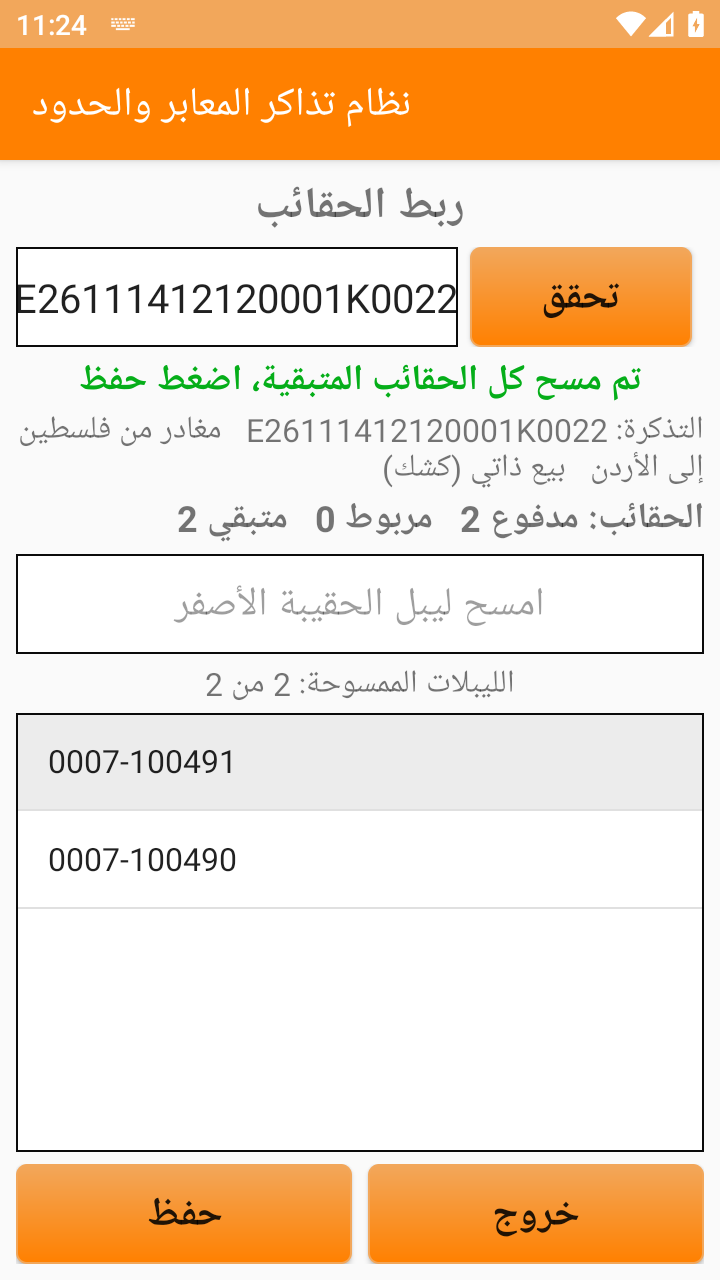 11:24
نظام تذاكر المعابر والحدود
ربط الحقائب
E26111412120001K0022
تحقق
تم مسح كل الحقائب المتبقية، اضغط حفظ
التذكرة: E26111412120001K0022 مغادر من فلسطين
إلى الأردن بيع ذاتي (كشك)
الحقائب: مدفوع 2 مربوط 0 متبقي 2
امسح ليبل الحقيبة الأصفر
الليبلات الممسوحة: 2 من 2
0007-100491
0007-100490
خروج
حفظ